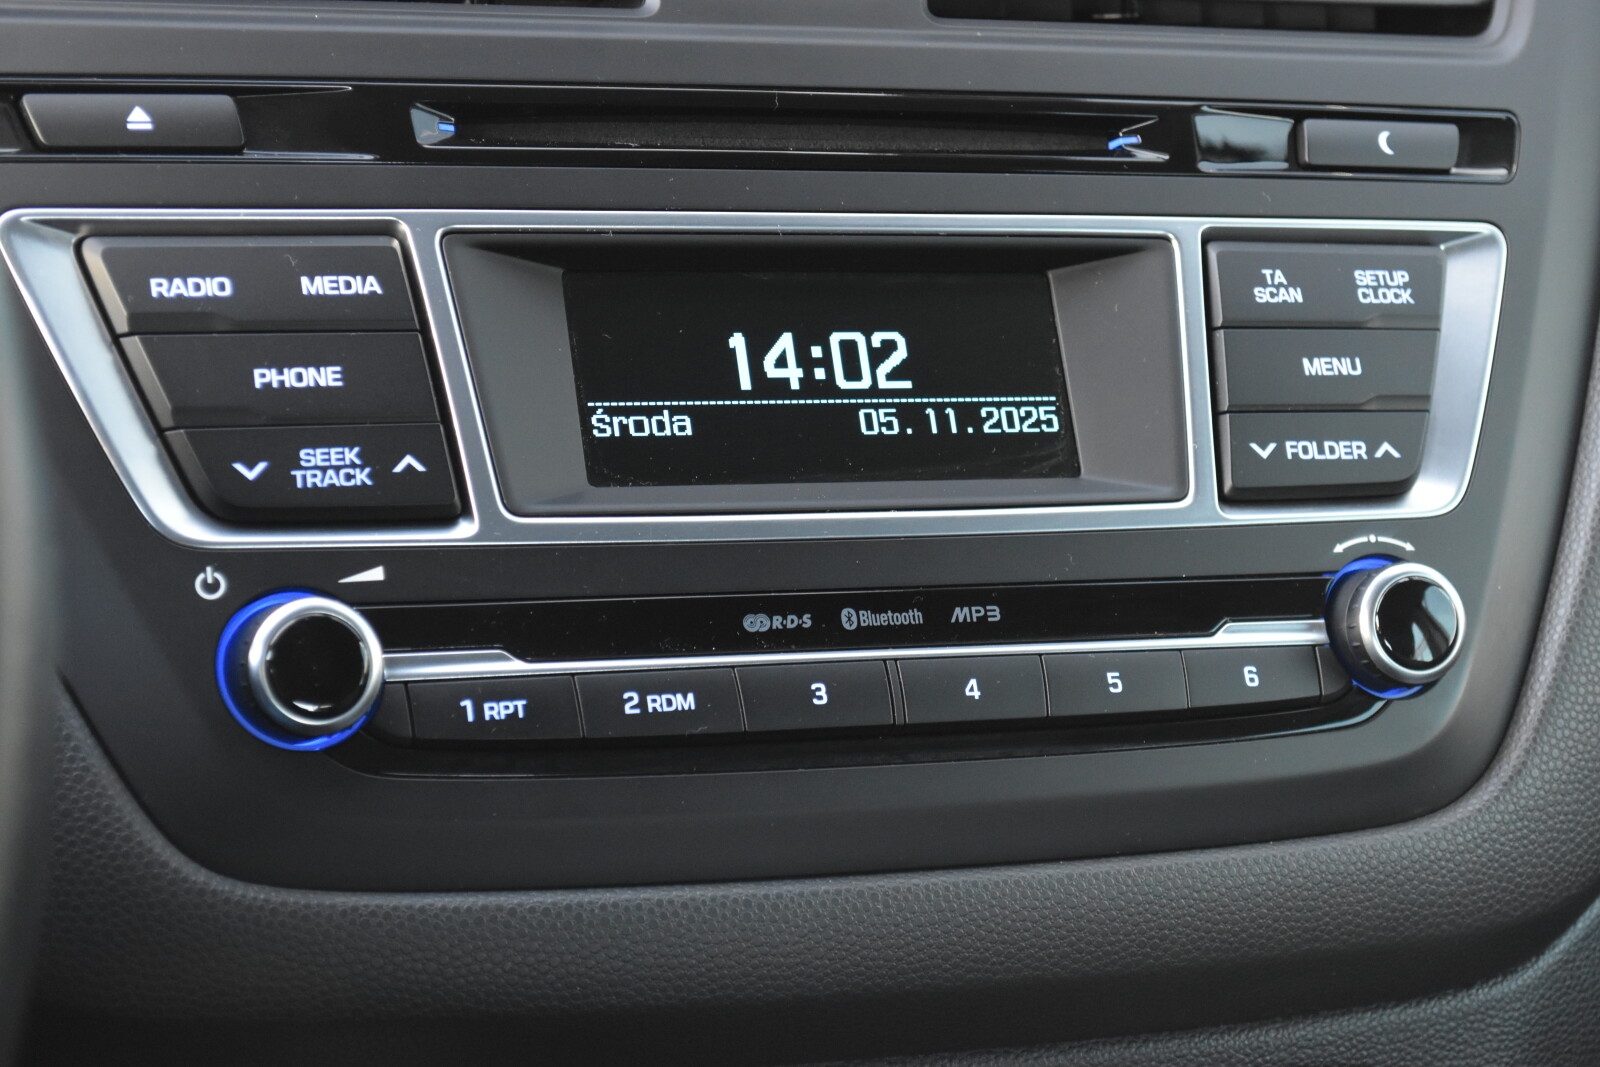 RADIO MEDIA
PHONE
SEEK
TRACK
14:02
Środa 05.11.2025
TA
SCAN
SETUP
CLOCK
MENU
FOLDER
R·D·S Bluetooth MP3
1 RPT 2 RDM 3 4 5 6